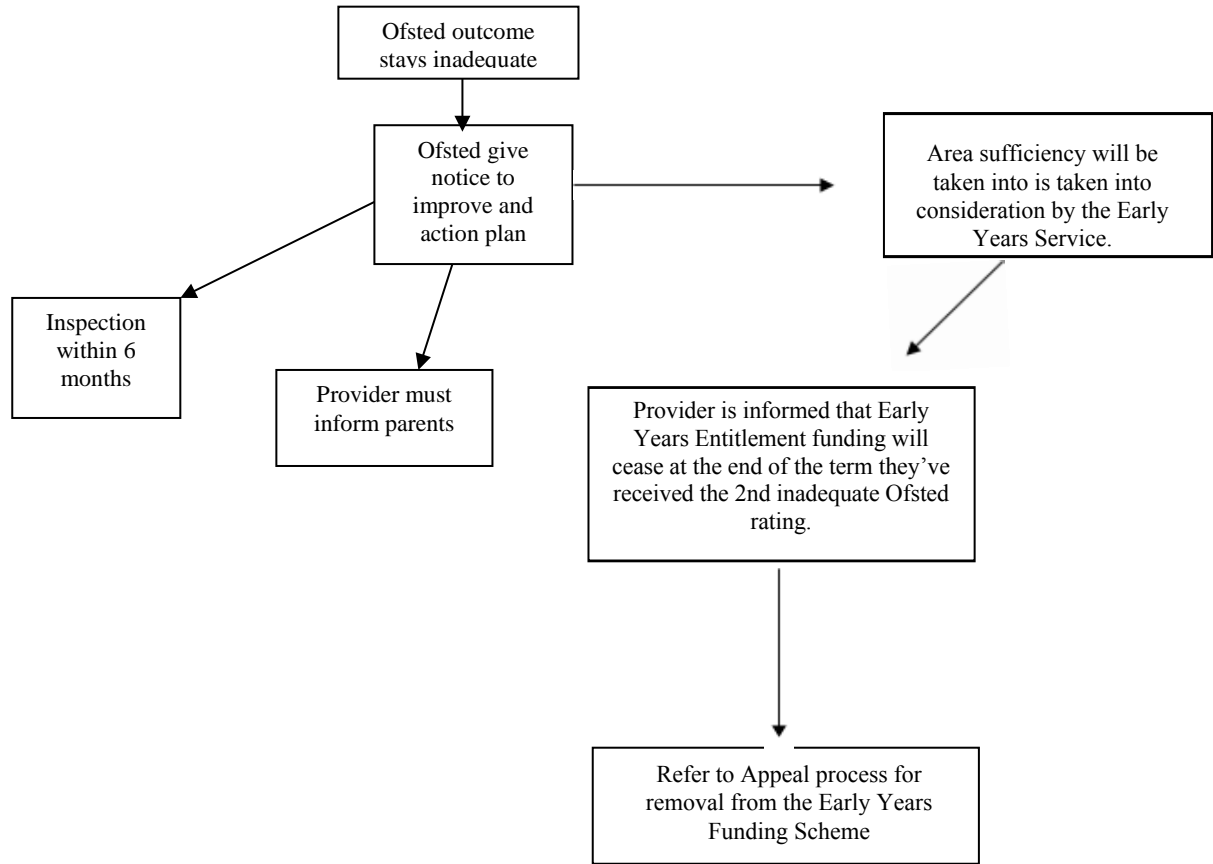 Ofsted outcome
stays inadequate
Ofsted give
notice to
improve and
action plan
Area sufficiency will be
taken into is taken into
consideration by the Early
Years Service.
Inspection
within 6
months
Provider must
inform parents
Provider is informed that Early
Years Entitlement funding will
cease at the end of the term they’ve
received the 2nd inadequate Ofsted
rating.
Refer to Appeal process for
removal from the Early Years
Funding Scheme